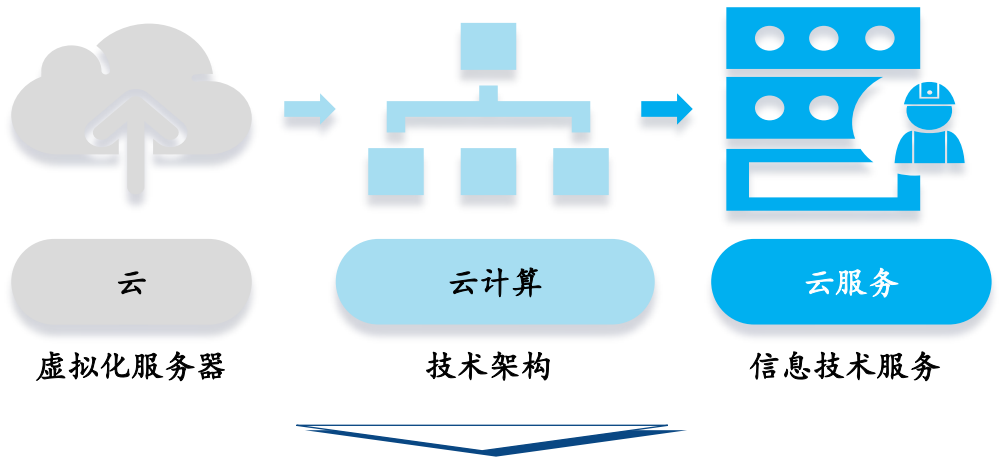 云
云计算
云服务
虚拟化服务器
技术架构
信息技术服务